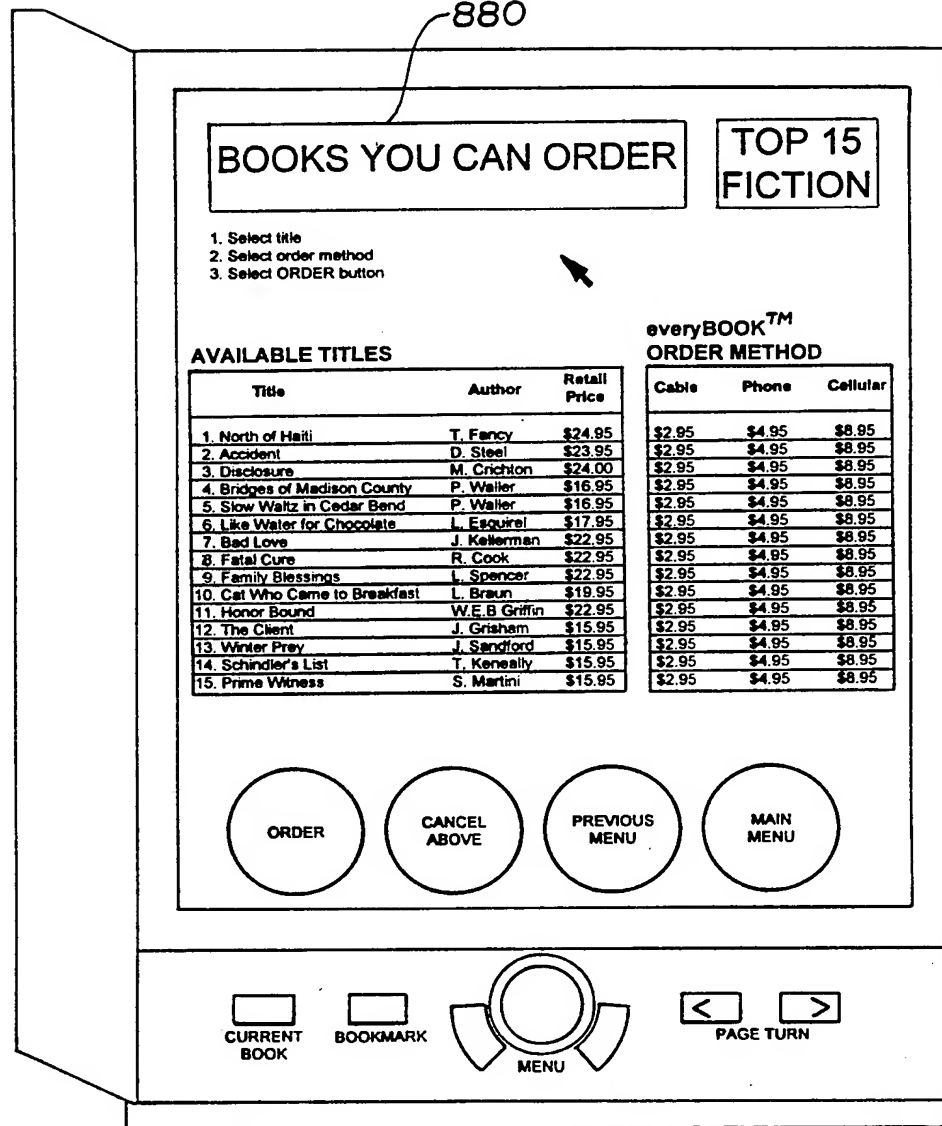 880
BOOKS YOU CAN ORDER
TOP 15
FICTION
1. Select title
2. Select order method
3. Select ORDER button
everyBOOK™
AVAILABLE TITLES
ORDER METHOD
Title Author Retail Price Cable Phone Cellular
1. North of Haiti T. Fancy $24.95 $2.95 $4.95 $8.95
2. Accident D. Steel $23.95 $2.95 $4.95 $8.95
3. Disclosure M. Crichton $24.00 $2.95 $4.95 $8.95
4. Bridges of Madison County P. Waller $16.95 $2.95 $4.95 $8.95
5. Slow Waltz in Cedar Bend P. Waller $16.95 $2.95 $4.95 $8.95
6. Like Water for Chocolate L. Esquirel $17.95 $2.95 $4.95 $8.95
7. Bad Love J. Kellerman $22.95 $2.95 $4.95 $8.95
8. Fatal Cure R. Cook $22.95 $2.95 $4.95 $8.95
9. Family Blessings L. Spencer $22.95 $2.95 $4.95 $8.95
10. Cat Who Came to Breakfast L. Braun $19.95 $2.95 $4.95 $8.95
11. Honor Bound W.E.B Griffin $22.95 $2.95 $4.95 $8.95
12. The Client J. Grisham $15.95 $2.95 $4.95 $8.95
13. Winter Prey J. Sandford $15.95 $2.95 $4.95 $8.95
14. Schindler's List T. Keneally $15.95 $2.95 $4.95 $8.95
15. Prime Witness S. Martini $15.95 $2.95 $4.95 $8.95
ORDER
CANCEL
ABOVE
PREVIOUS
MENU
MAIN
MENU
< >
CURRENT
BOOK
BOOKMARK
MENU
PAGE TURN